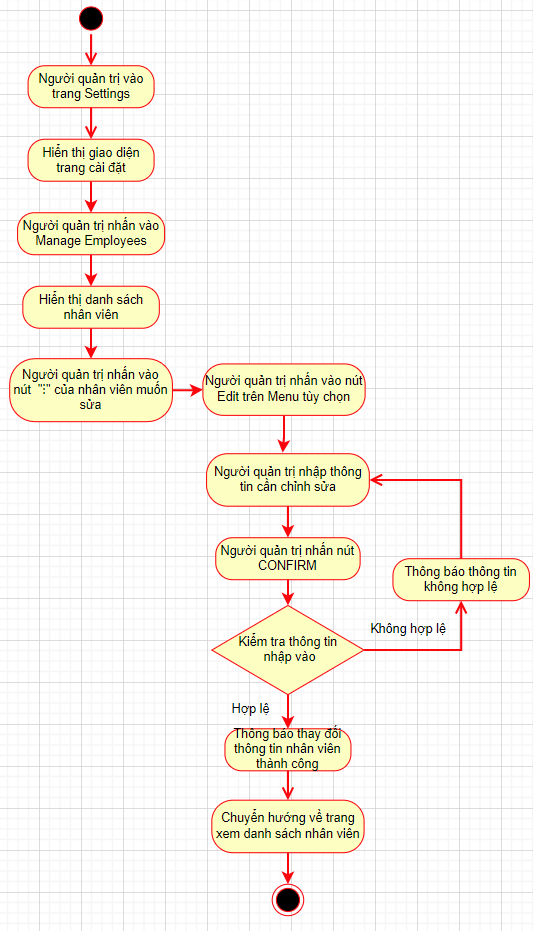 Người quản trị vào
trang Settings
Hiển thị giao diện
trang cài đặt
Người quản trị nhấn vào
Manage Employees
Hiển thị danh sách
nhân viên
Người quản trị nhấn vào
nút "⋮" của nhân viên muốn
sửa
Người quản trị nhấn vào nút
Edit trên Menu tùy chọn
Người quản trị nhập thông
tin cần chỉnh sửa
Người quản trị nhấn nút
CONFIRM
Thông báo thông tin
không hợp lệ
Không hợp lệ
Kiểm tra thông tin
nhập vào
Hợp lệ
Thông báo thay đổi
thông tin nhân viên
thành công
Chuyển hướng về trang
xem danh sách nhân viên